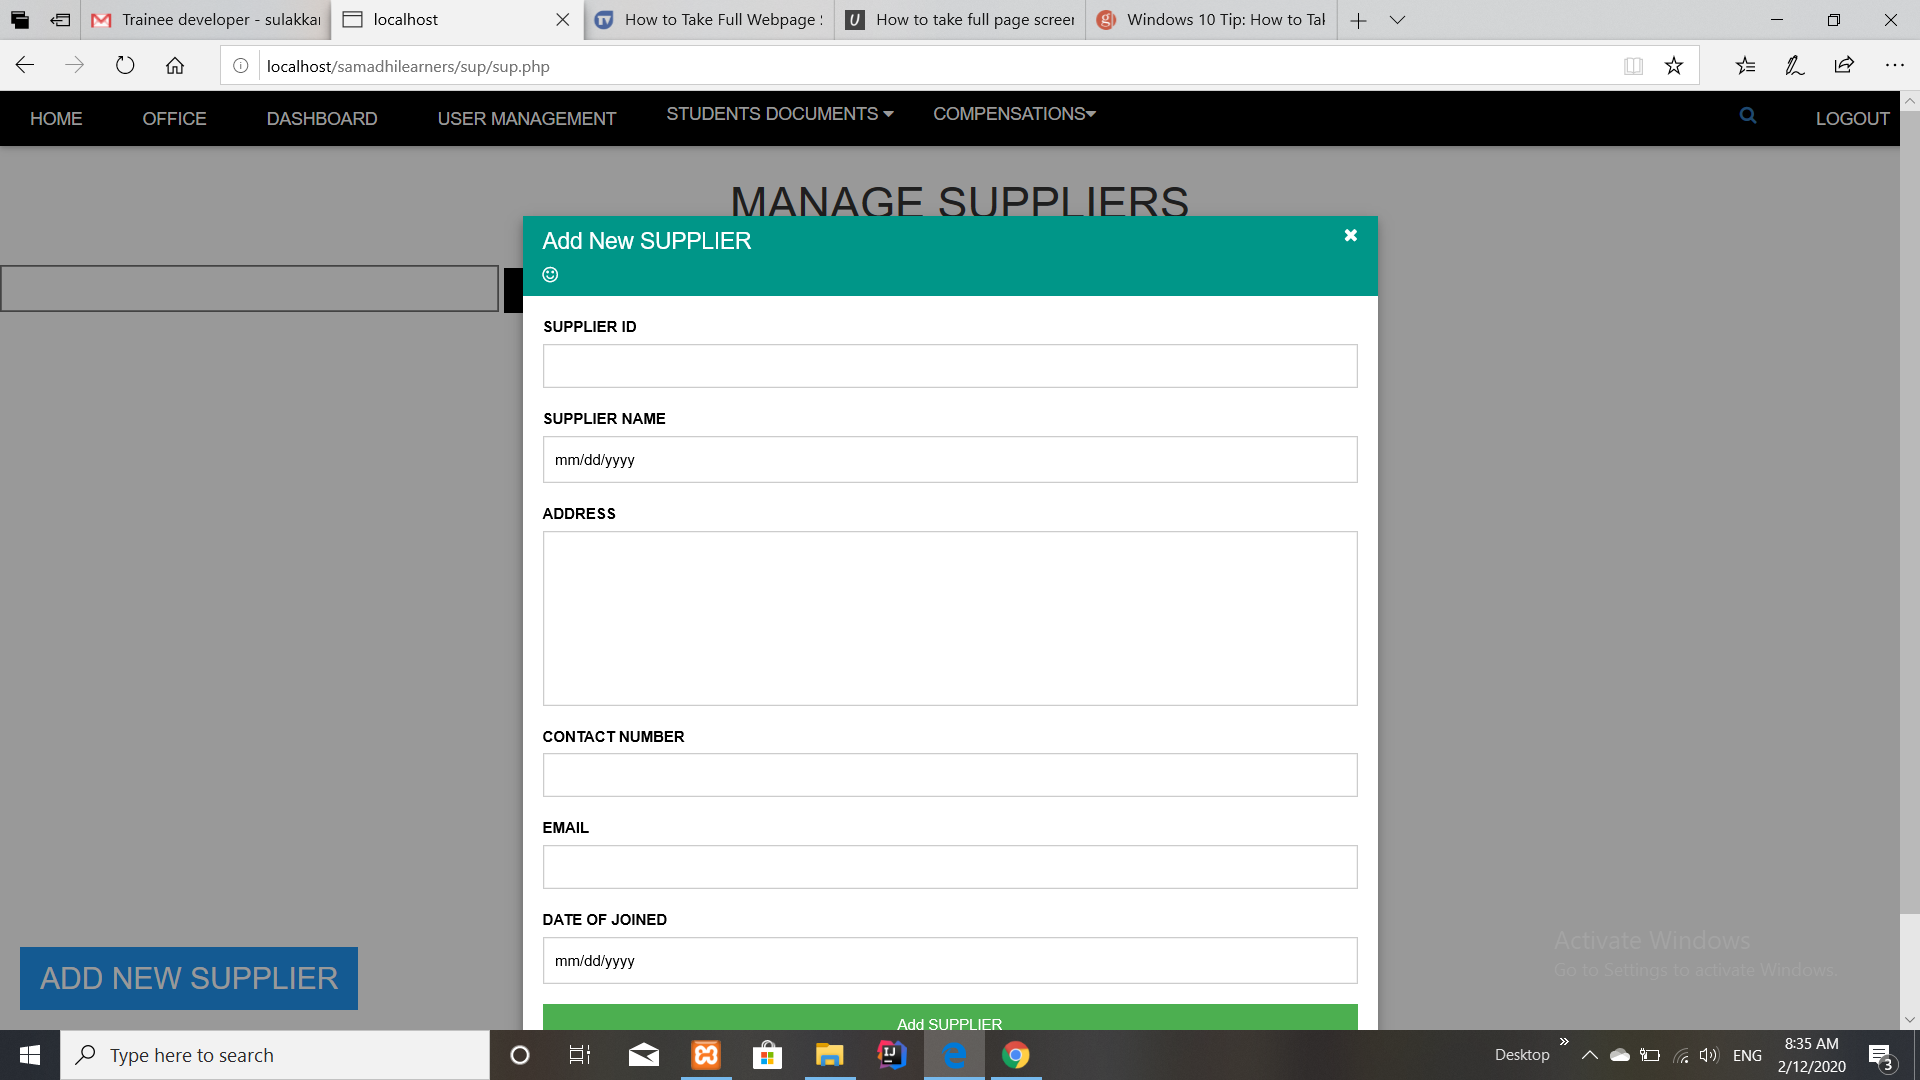 Trainee developer - sulakka
localhost
How to Take Full Webpage
How to take full page screen
Windows 10 Tip: How to Ta
localhost/samadhilearners/sup/sup.php
HOME OFFICE DASHBOARD USER MANAGEMENT STUDENTS DOCUMENTS COMPENSATIONS LOGOUT
MANAGE SUPPLIERS
Add New SUPPLIER
SUPPLIER ID
SUPPLIER NAME
mm/dd/yyyy
ADDRESS
CONTACT NUMBER
EMAIL
DATE OF JOINED
mm/dd/yyyy
Add SUPPLIER
ADD NEW SUPPLIER
Activate Windows
Go to Settings to activate Windows.
Type here to search
Desktop
ENG
8:35 AM
2/12/2020
3